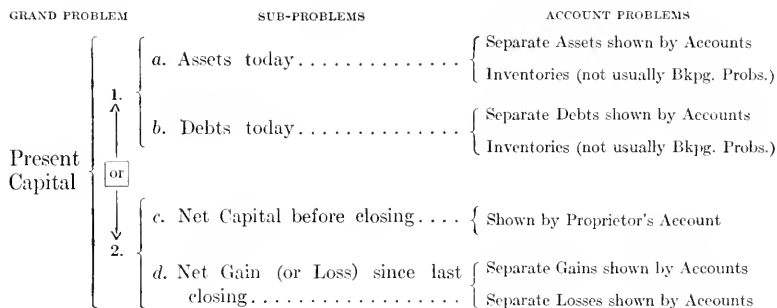 GRAND PROBLEM SUB-PROBLEMS ACCOUNT PROBLEMS
a. Assets today.............. Separate Assets shown by Accounts
Inventories (not usually Bkpg. Probs.)
1.
b. Debts today.............. Separate Debts shown by Accounts
Inventories (not usually Bkpg. Probs.)
Present
Capital
or
c. Net Capital before closing.... Shown by Proprietor's Account
2.
d. Net Gain (or Loss) since last
closing................... Separate Gains shown by Accounts
Separate Losses shown by Accounts